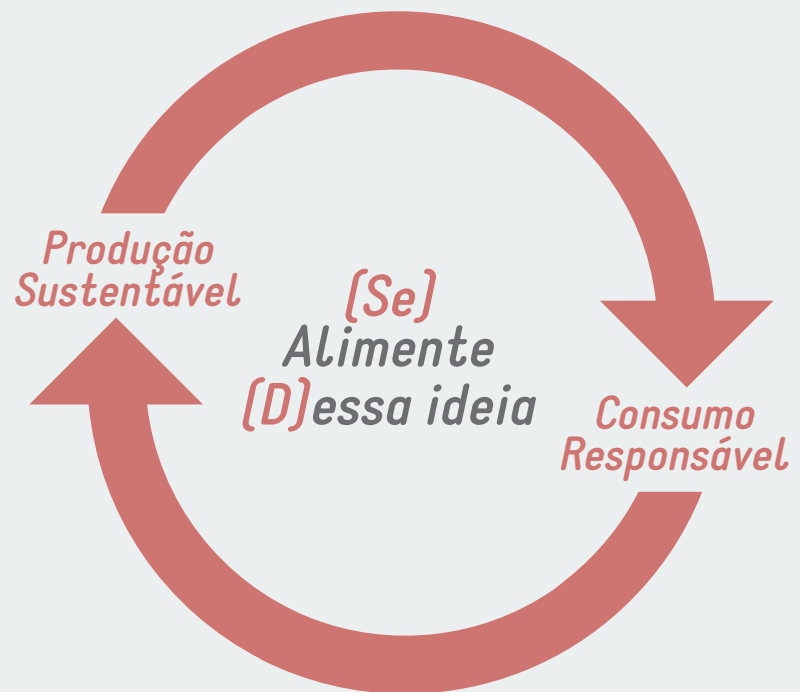 Produção
Sustentável
(Se)
Alimente
(D)essa ideia
Consumo
Responsável